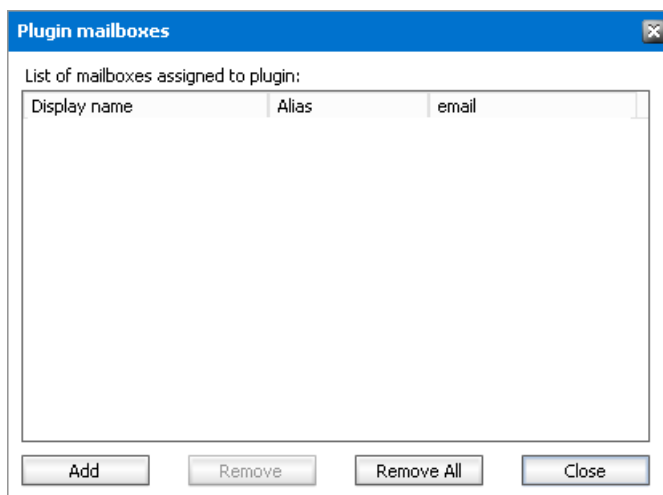 Plugin mailboxes
List of mailboxes assigned to plugin:
Display name Alias email
Add Remove Remove All Close